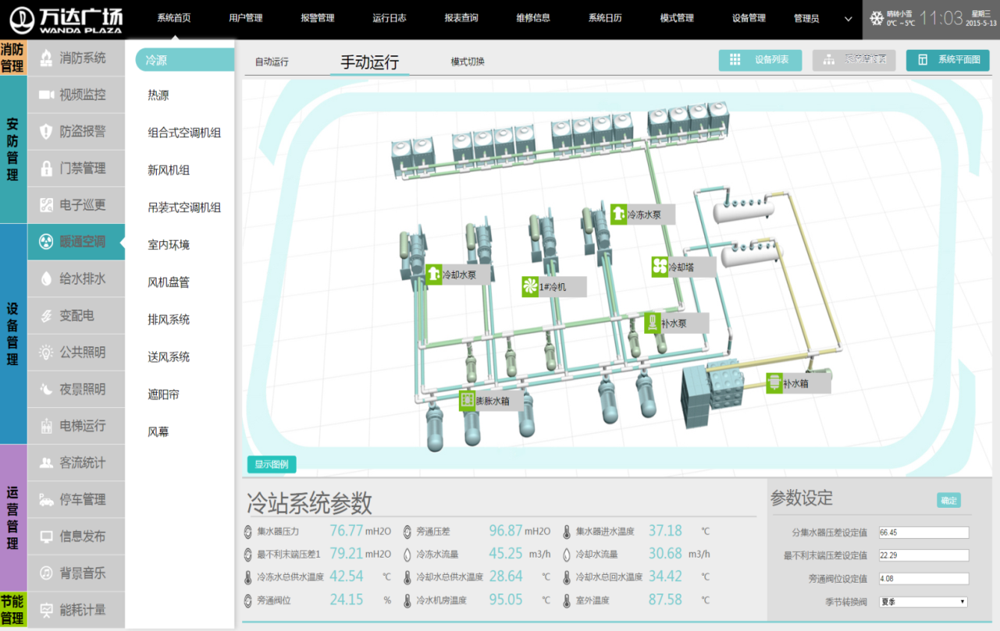 万达广场
WANDA PLAZA
系统首页
用户管理
报警管理
运行日志
报表查询
维修信息
系统日历
模式管理
设备管理
管理员
晴转小雪
0℃ ~ 5℃
11:03
星期三
2015-5-13
消防管理
消防系统
安防管理
视频监控
防盗报警
门禁管理
电子巡更
设备管理
暖通空调
给水排水
变配电
公共照明
夜景照明
电梯运行
运营管理
客流统计
停车管理
信息发布
背景音乐
节能管理
能耗计量
冷源
热源
组合式空调机组
新风机组
吊装式空调机组
室内环境
风机盘管
排风系统
送风系统
遮阳帘
风幕
自动运行
手动运行
模式切换
设备列表
系统平面图
冷冻水泵
冷却水泵
1#冷机
冷却塔
补水泵
补水箱
膨胀水箱
显示图例
冷站系统参数
集水器压力 76.77 mH2O
旁通压差 96.87 mH2O
集水器进水温度 37.18 ℃
最不利末端压差1 79.21 mH2O
冷冻水流量 45.25 m3/h
冷却水流量 30.68 m3/h
冷冻水总供水温度 42.54 ℃
冷却水总供水温度 28.64 ℃
冷却水总回水温度 34.42 ℃
旁通阀位 24.15 %
冷水机房温度 95.05 ℃
室外温度 87.58 ℃
参数设定
确定
分集水器压差设定值 66.45
最不利末端压差设定值 22.29
旁通阀位设定值 4.08
季节转换阀 夏季